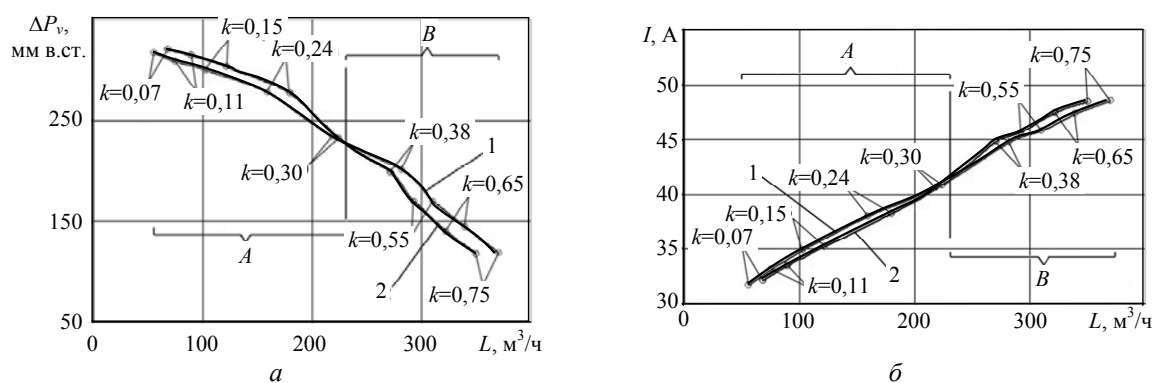 ΔPᵥ,
мм в.ст.
k=0,15
k=0,24
B
k=0,07
k=0,11
250
k=0,38
1
k=0,30
k=0,65
150
A
k=0,55
2
k=0,75
50
0
100
200
300
L, м³/ч
а
I, А
k=0,75
A
50
k=0,55
45
k=0,30
k=0,65
1
k=0,24
k=0,38
40
k=0,15
k=0,07
35
2
k=0,11
B
30
0
100
200
300
L, м³/ч
б